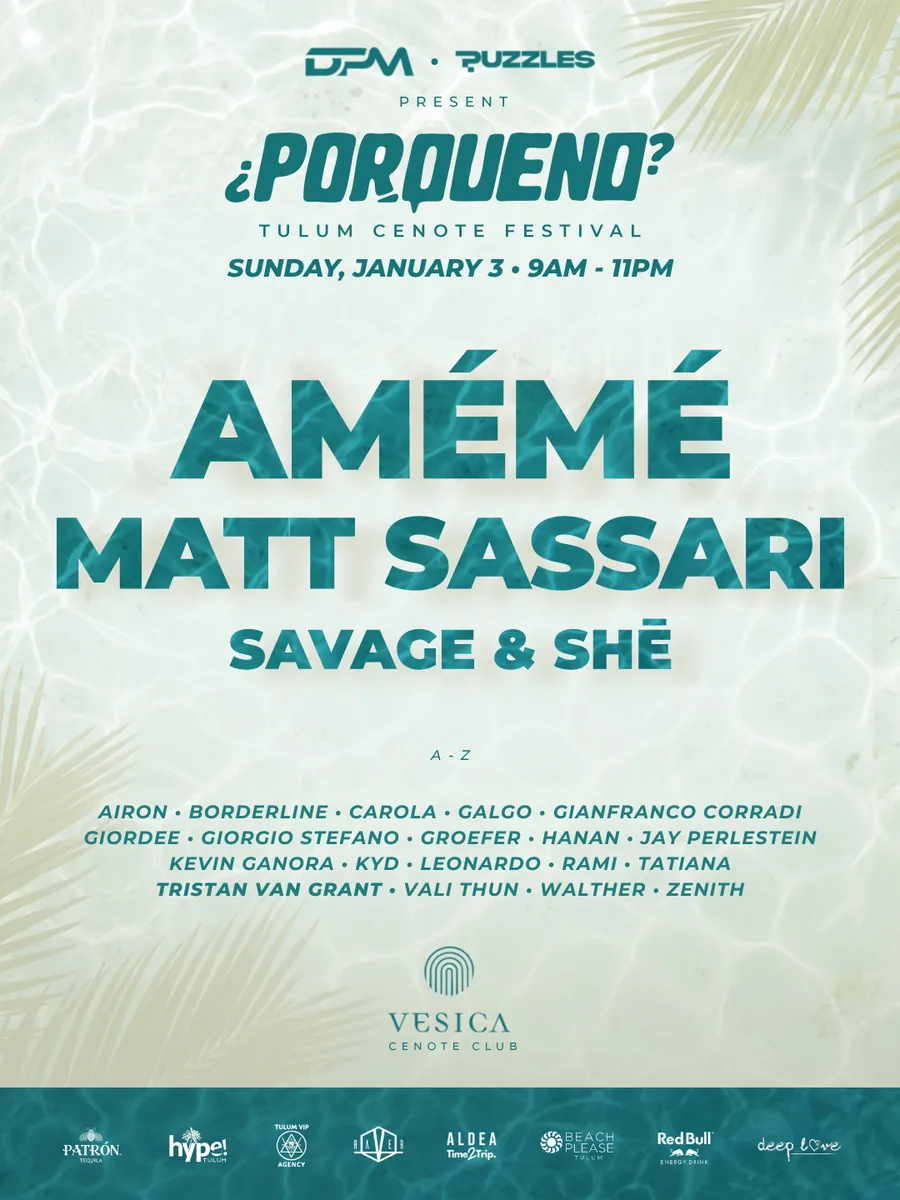 DPM • PUZZLES
PRESENT
¿PORQUENO?
TULUM CENOTE FESTIVAL
SUNDAY, JANUARY 3 • 9AM - 11PM
AMÉMÉ
MATT SASSARI
SAVAGE & SHĒ
A - Z
AIRON • BORDERLINE • CAROLA • GALGO • GIANFRANCO CORRADI
GIORDEE • GIORGIO STEFANO • GROEFER • HANAN • JAY PERLESTEIN
KEVIN GANORA • KYD • LEONARDO • RAMI • TATIANA
TRISTAN VAN GRANT • VALI THUN • WALTHER • ZENITH
VESICA
CENOTE CLUB
PATRÓN
TEQUILA
hype!
TULUM
TULUM VIP
AGENCY
ALDEA
Time2Trip.
BEACH
PLEASE
TULUM
Red Bull
ENERGY DRINK
deep love